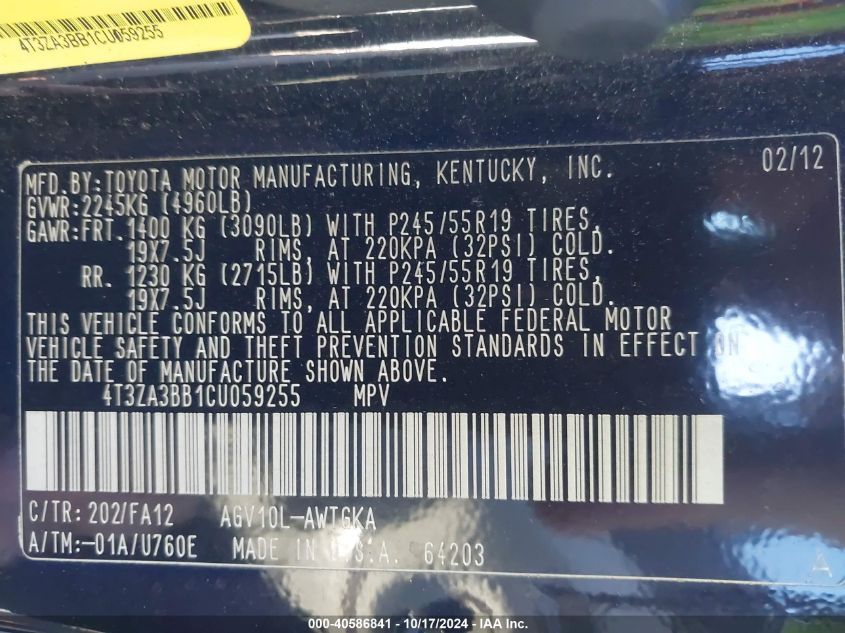 4T3ZA3BB1CU059255
MFD.BY:TOYOTA MOTOR MANUFACTURING, KENTUCKY, INC. 02/12
GVWR:2245KG (4960LB)
GAWR:FRT.1400 KG (3090LB) WITH P245/55R19 TIRES,
19X7.5J RIMS, AT 220KPA (32PSI) COLD.
RR. 1230 KG (2715LB) WITH P245/55R19 TIRES,
19X7.5J RIMS, AT 220KPA (32PSI) COLD.
THIS VEHICLE CONFORMS TO ALL APPLICABLE FEDERAL MOTOR
VEHICLE SAFETY AND THEFT PREVENTION STANDARDS IN EFFECT ON
THE DATE OF MANUFACTURE SHOWN ABOVE.
4T3ZA3BB1CU059255 MPV
C/TR:202/FA12 AGV10L-AWTGKA
A/TM:-01A/U760E MADE IN U.S.A. 64203
A
000-40586841 - 10/17/2024 - IAA Inc.